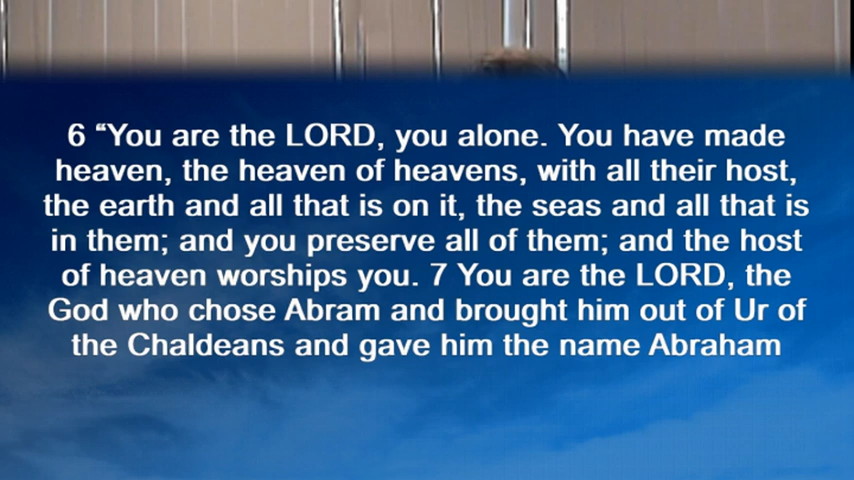 6 “You are the LORD, you alone. You have made
heaven, the heaven of heavens, with all their host,
the earth and all that is on it, the seas and all that is
in them; and you preserve all of them; and the host
of heaven worships you. 7 You are the LORD, the
God who chose Abram and brought him out of Ur of
the Chaldeans and gave him the name Abraham